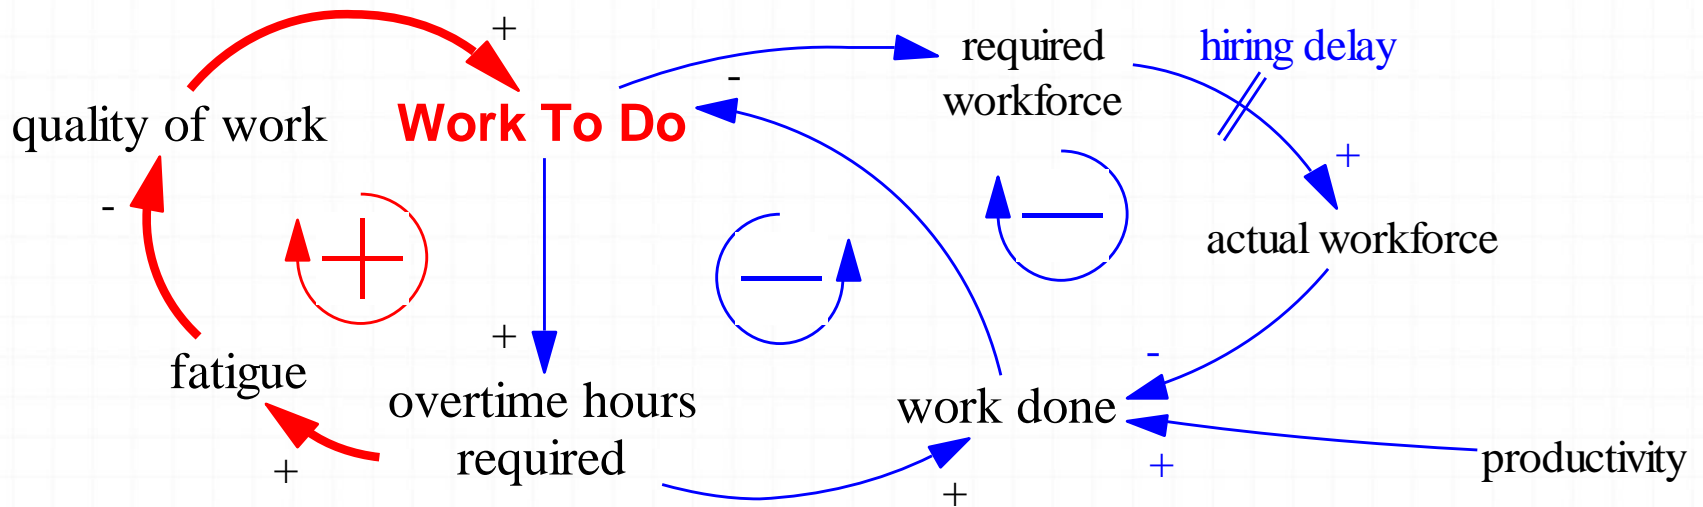 +
hiring delay
required
workforce
-
quality of work
Work To Do
+
-
actual workforce
+
-
fatigue
overtime hours
required
work done
+
+
+
productivity